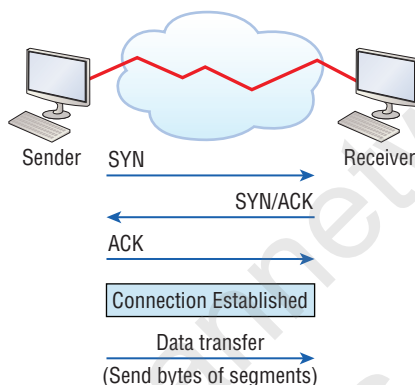 Sender
Receiver
SYN
SYN/ACK
ACK
Connection Established
Data transfer
(Send bytes of segments)